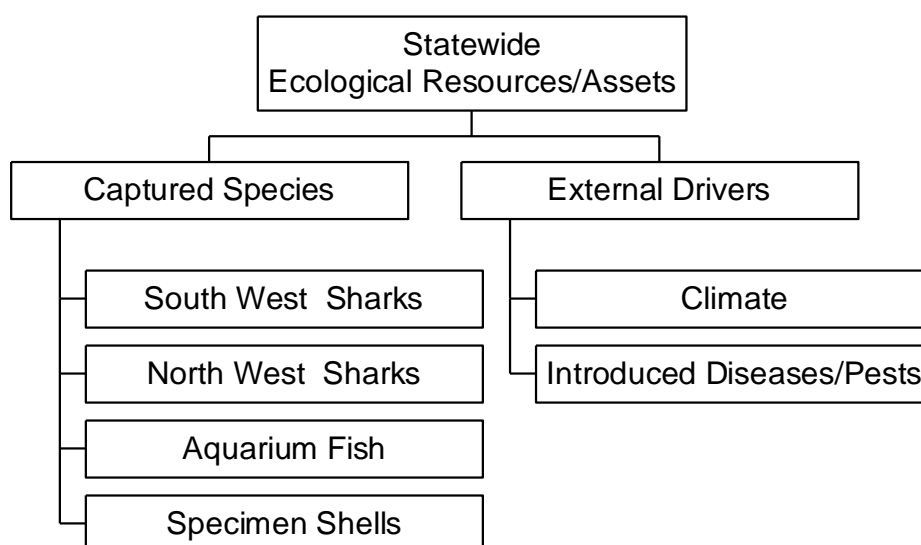 Statewide
Ecological Resources/Assets
Captured Species
External Drivers
South West Sharks
North West Sharks
Aquarium Fish
Specimen Shells
Climate
Introduced Diseases/Pests